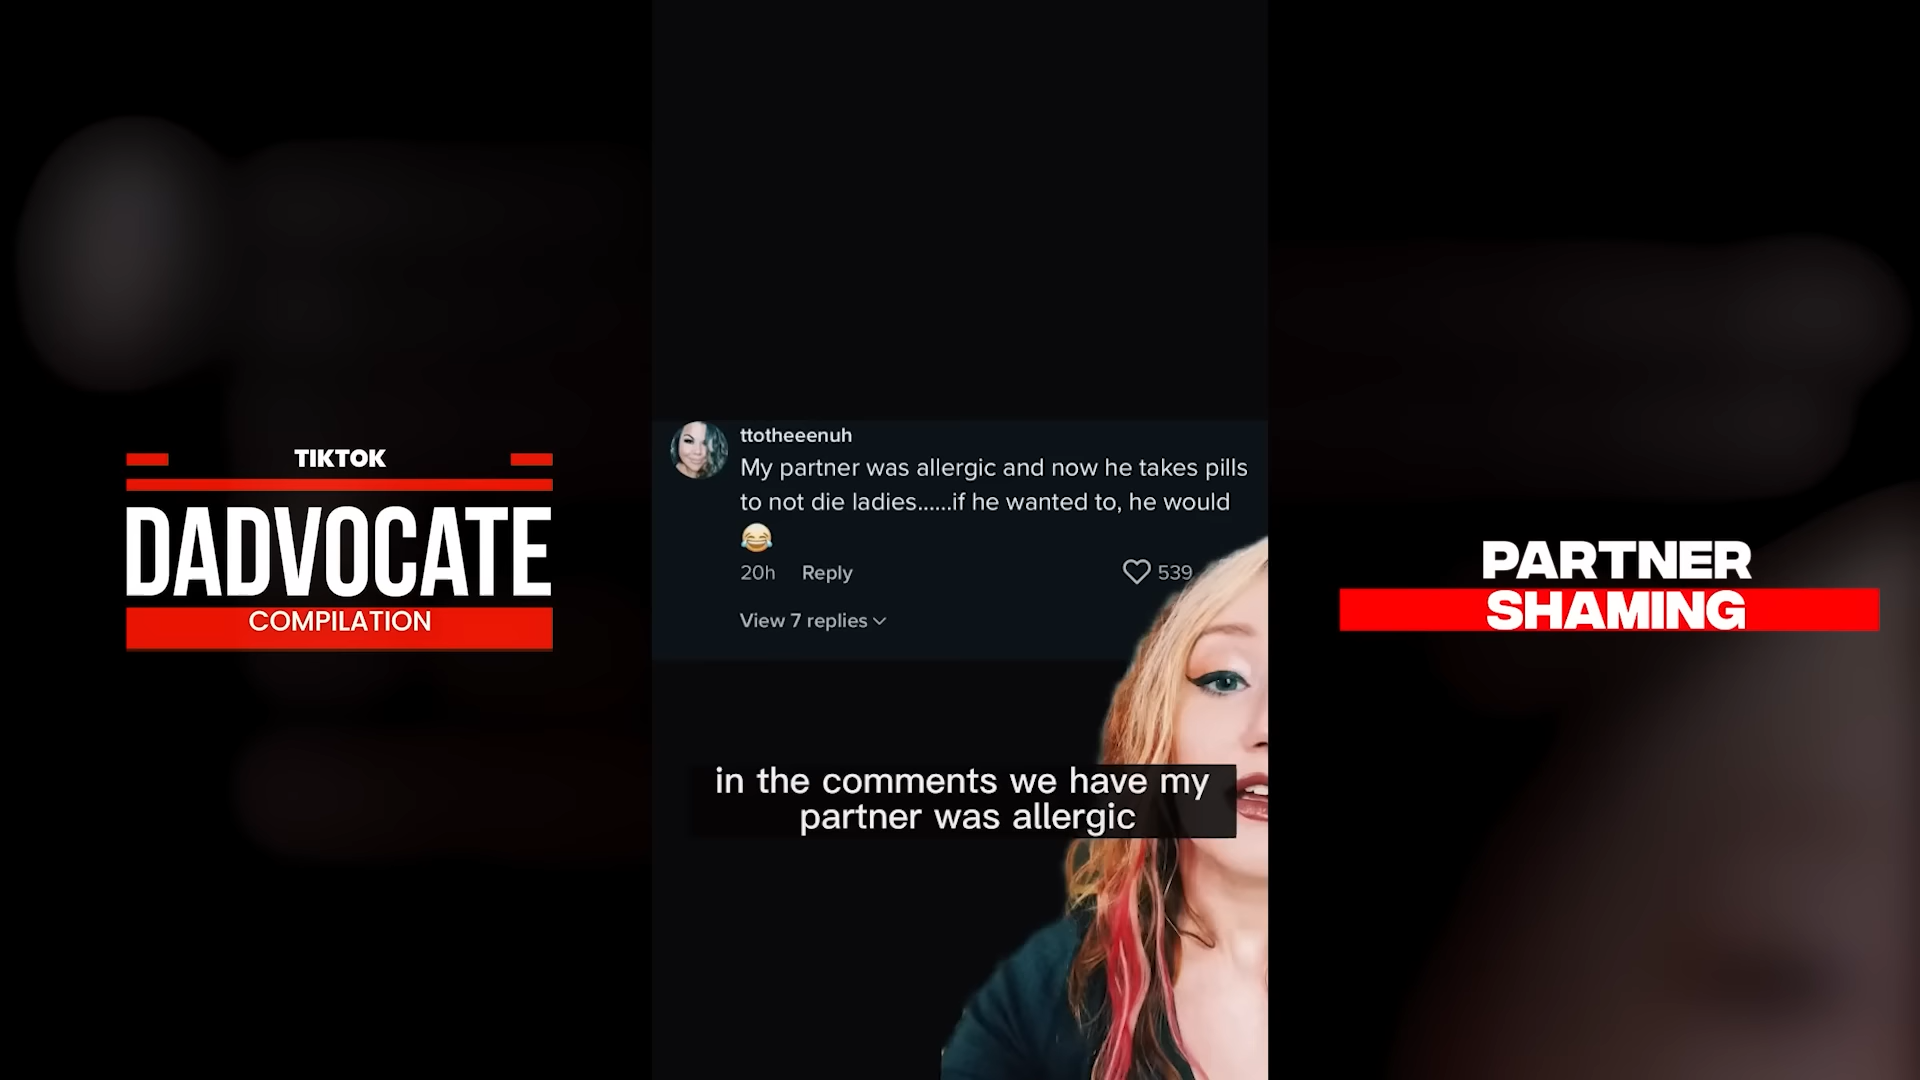 TIKTOK
DADVOCATE
COMPILATION
ttotheeenuh
My partner was allergic and now he takes pills
to not die ladies......if he wanted to, he would
😂
20h Reply 539
View 7 replies
in the comments we have my
partner was allergic
PARTNER
SHAMING